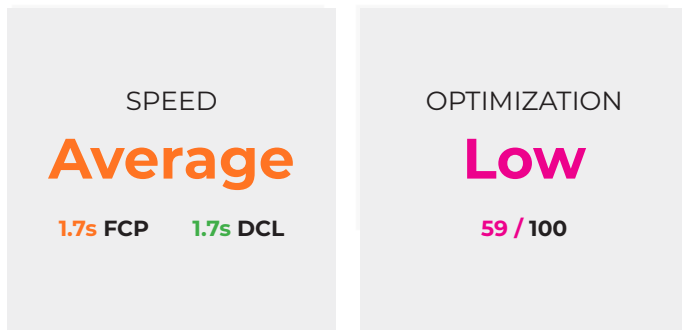 SPEED
Average
1.7s FCP 1.7s DCL
OPTIMIZATION
Low
59 / 100